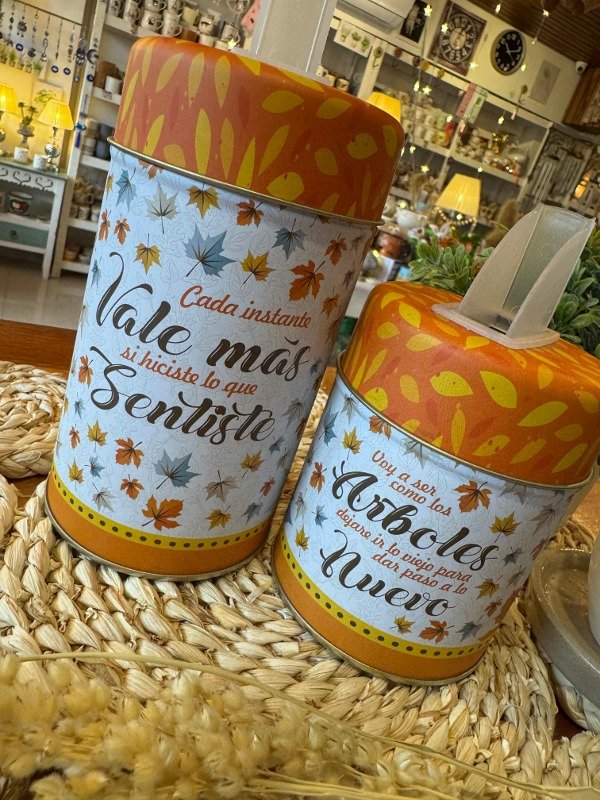 Cada instante
Vale más
si hiciste lo que
Sentiste
Voy a ser
como los
Arboles
dejare ir lo viejo para
dar paso a lo
Nuevo